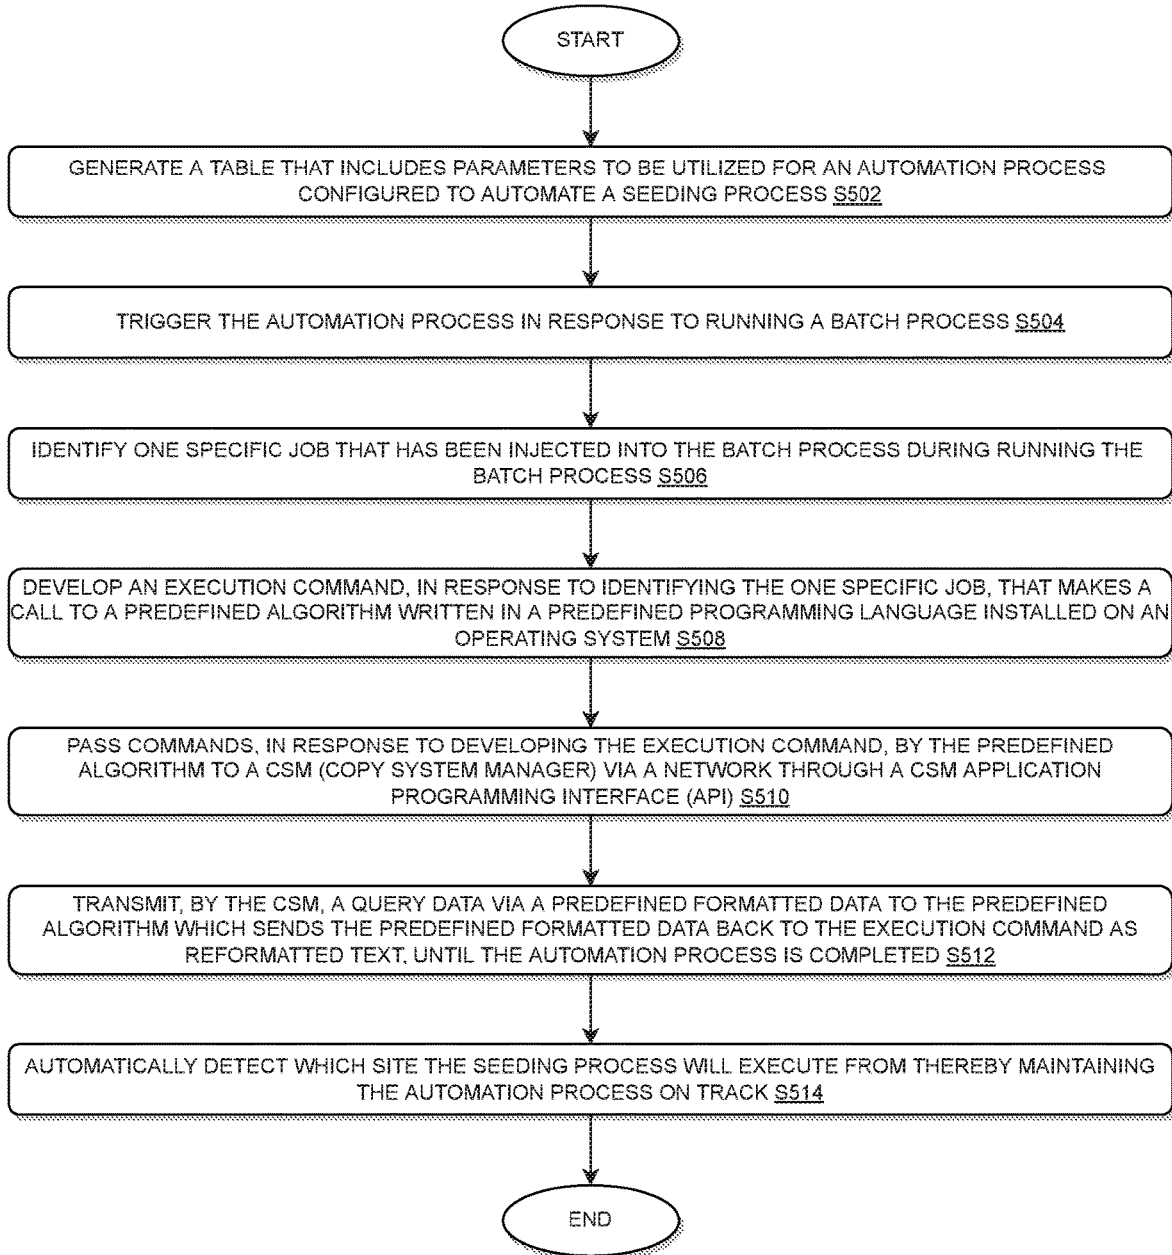 START
GENERATE A TABLE THAT INCLUDES PARAMETERS TO BE UTILIZED FOR AN AUTOMATION PROCESS
CONFIGURED TO AUTOMATE A SEEDING PROCESS S502
TRIGGER THE AUTOMATION PROCESS IN RESPONSE TO RUNNING A BATCH PROCESS S504
IDENTIFY ONE SPECIFIC JOB THAT HAS BEEN INJECTED INTO THE BATCH PROCESS DURING RUNNING THE
BATCH PROCESS S506
DEVELOP AN EXECUTION COMMAND, IN RESPONSE TO IDENTIFYING THE ONE SPECIFIC JOB, THAT MAKES A
CALL TO A PREDEFINED ALGORITHM WRITTEN IN A PREDEFINED PROGRAMMING LANGUAGE INSTALLED ON AN
OPERATING SYSTEM S508
PASS COMMANDS, IN RESPONSE TO DEVELOPING THE EXECUTION COMMAND, BY THE PREDEFINED
ALGORITHM TO A CSM (COPY SYSTEM MANAGER) VIA A NETWORK THROUGH A CSM APPLICATION
PROGRAMMING INTERFACE (API) S510
TRANSMIT, BY THE CSM, A QUERY DATA VIA A PREDEFINED FORMATTED DATA TO THE PREDEFINED
ALGORITHM WHICH SENDS THE PREDEFINED FORMATTED DATA BACK TO THE EXECUTION COMMAND AS
REFORMATTED TEXT, UNTIL THE AUTOMATION PROCESS IS COMPLETED S512
AUTOMATICALLY DETECT WHICH SITE THE SEEDING PROCESS WILL EXECUTE FROM THEREBY MAINTAINING
THE AUTOMATION PROCESS ON TRACK S514
END